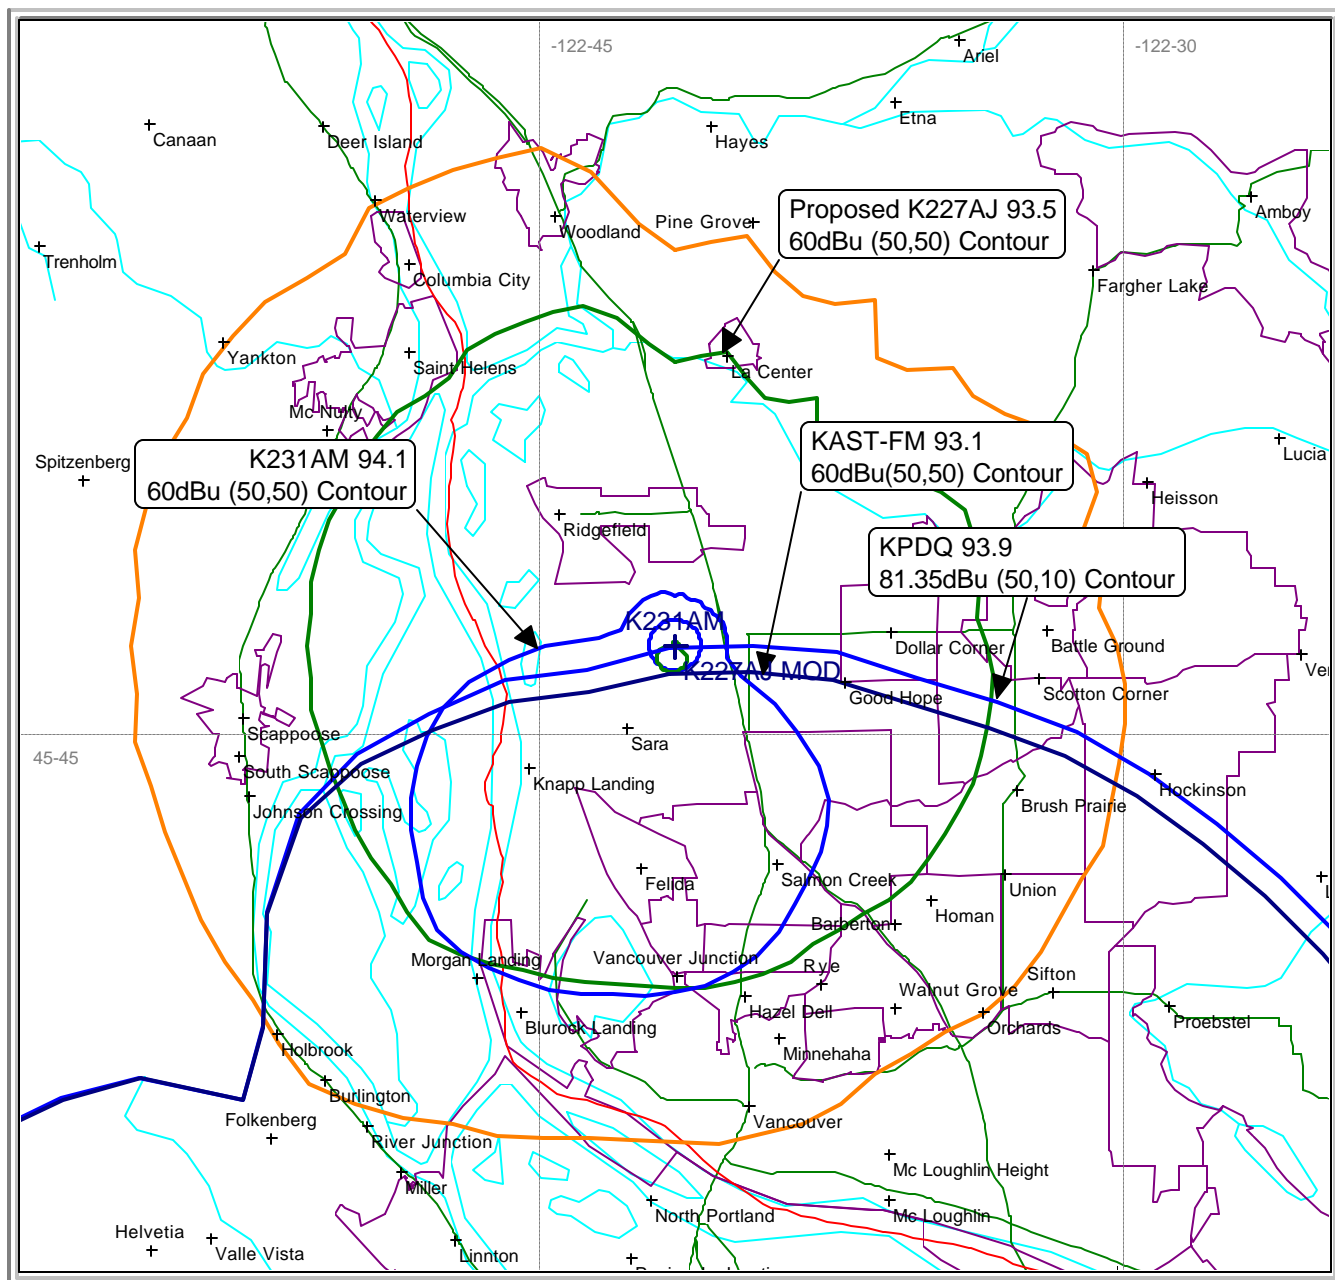 -122-45
-122-30
Ariel
Etna
Canaan
Deer Island
Hayes
Waterview
Woodland
Pine Grove
Proposed K227AJ 93.5
60dBu (50,50) Contour
Amboy
Trenholm
Columbia City
Fargher Lake
Yankton
Saint Helens
La Center
Mc Nulty
K231AM 94.1
60dBu (50,50) Contour
KAST-FM 93.1
60dBu(50,50) Contour
Spitzenberg
Lucia
Heisson
Ridgefield
KPDQ 93.9
81.35dBu (50,10) Contour
K231AM
K227AJ MOD
Dollar Corner
Battle Ground
Ver
Good Hope
Scotton Corner
Scappoose
Sara
45-45
South Scappoose
Knapp Landing
Hockinson
Johnson Crossing
Brush Prairie
Felida
Salmon Creek
Union
Homan
Barberton
Morgan Landing
Vancouver Junction
Rye
Sifton
Walnut Grove
Blurock Landing
Hazel Dell
Orchards
Proebstel
Holbrook
Minnehaha
Burlington
Folkenberg
Vancouver
River Junction
Mc Loughlin Height
Miller
North Portland
Mc Loughlin
Helvetia
Valle Vista
Linnton